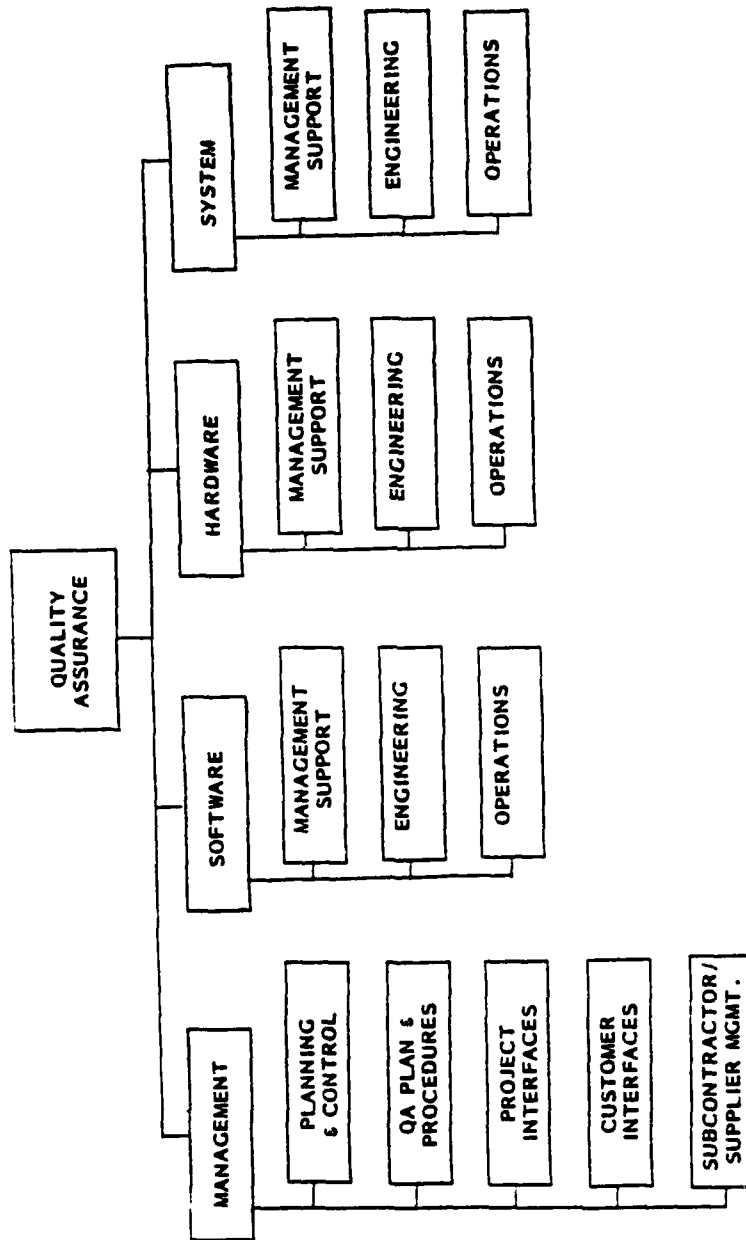 QUALITY
ASSURANCE
MANAGEMENT
PLANNING
& CONTROL
QA PLAN &
PROCEDURES
PROJECT
INTERFACES
CUSTOMER
INTERFACES
SUBCONTRACTOR/
SUPPLIER MGMT.
SOFTWARE
MANAGEMENT
SUPPORT
ENGINEERING
OPERATIONS
HARDWARE
MANAGEMENT
SUPPORT
ENGINEERING
OPERATIONS
SYSTEM
MANAGEMENT
SUPPORT
ENGINEERING
OPERATIONS